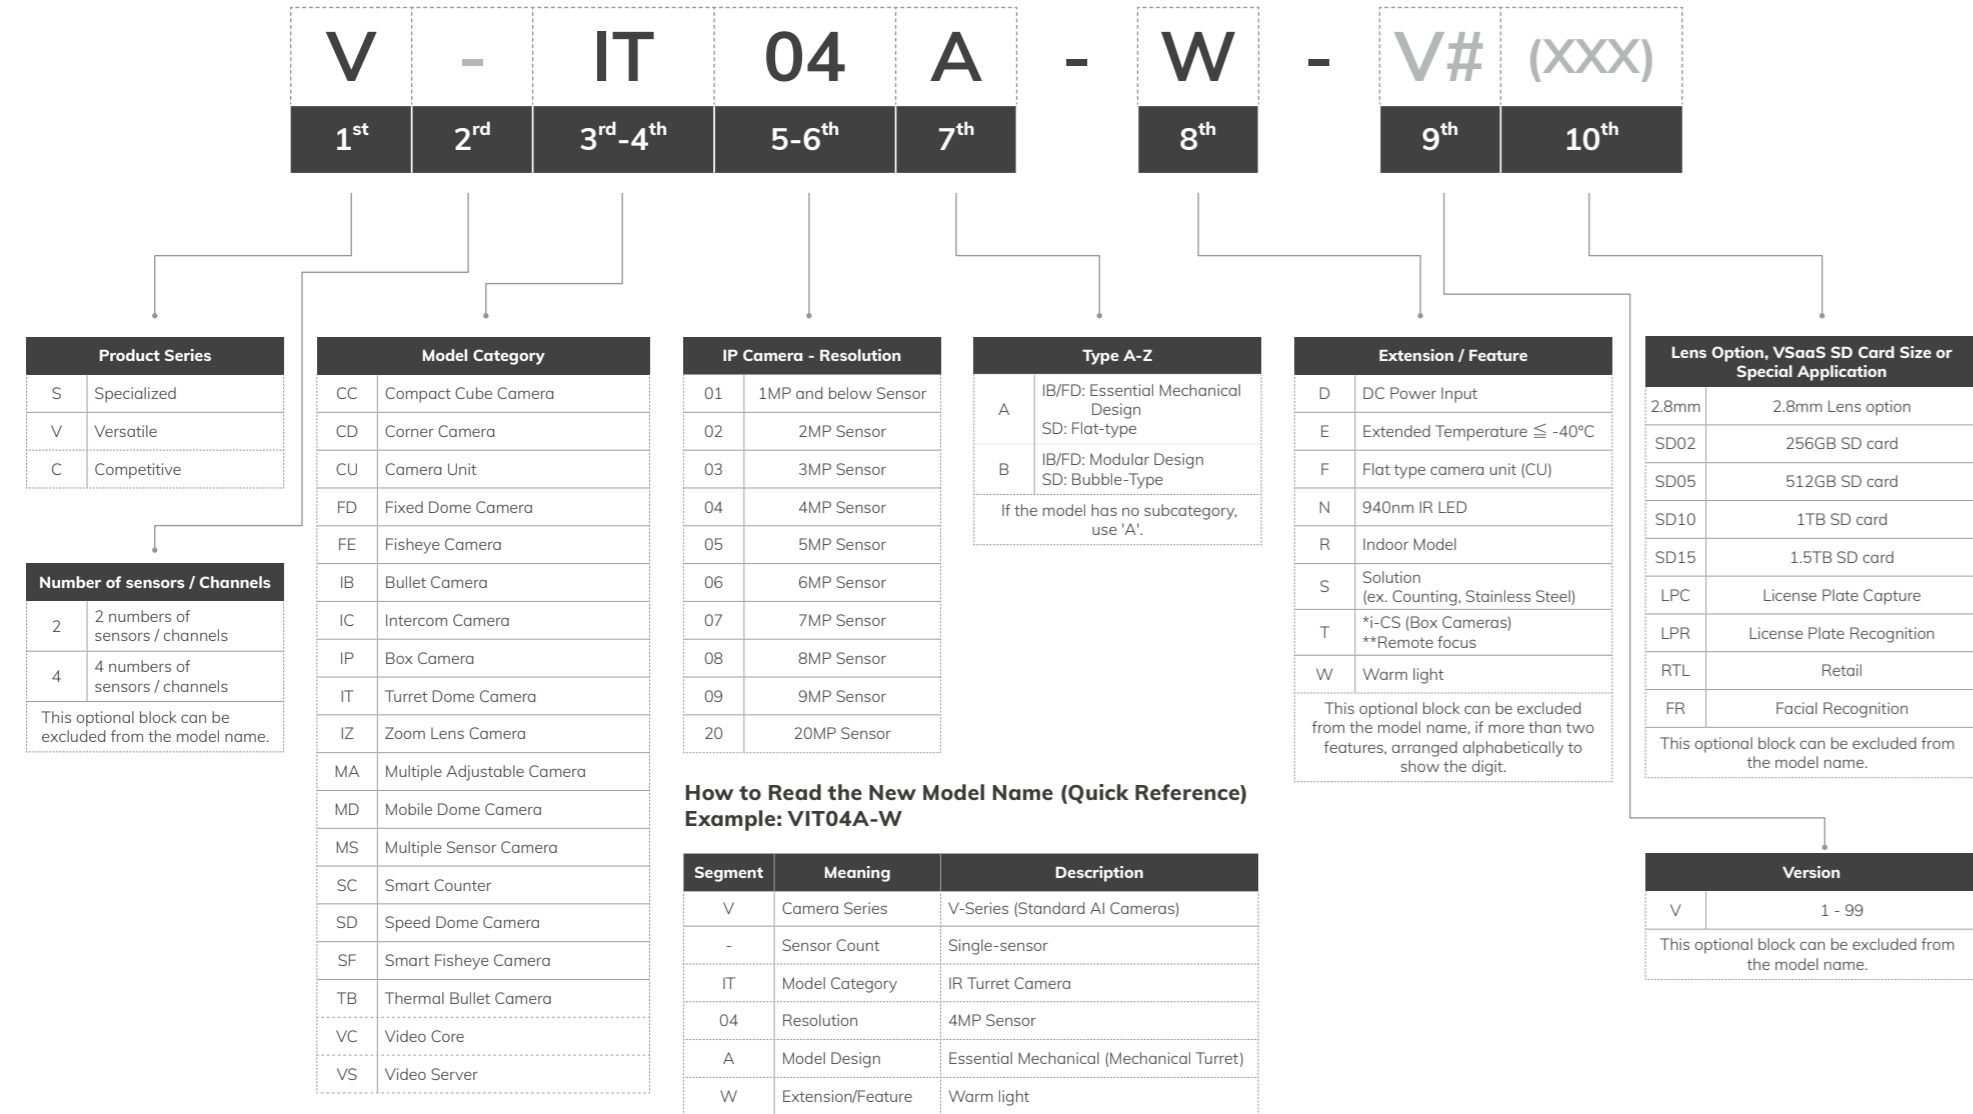 V - IT 04 A - W - V# (XXX)
1st 2rd 3rd-4th 5-6th 7th 8th 9th 10th
Product Series
S Specialized
V Versatile
C Competitive
Number of sensors / Channels
2 2 numbers of
sensors / channels
4 4 numbers of
sensors / channels
This optional block can be
excluded from the model name.
Model Category
CC Compact Cube Camera
CD Corner Camera
CU Camera Unit
FD Fixed Dome Camera
FE Fisheye Camera
IB Bullet Camera
IC Intercom Camera
IP Box Camera
IT Turret Dome Camera
IZ Zoom Lens Camera
MA Multiple Adjustable Camera
MD Mobile Dome Camera
MS Multiple Sensor Camera
SC Smart Counter
SD Speed Dome Camera
SF Smart Fisheye Camera
TB Thermal Bullet Camera
VC Video Core
VS Video Server
IP Camera - Resolution
01 1MP and below Sensor
02 2MP Sensor
03 3MP Sensor
04 4MP Sensor
05 5MP Sensor
06 6MP Sensor
07 7MP Sensor
08 8MP Sensor
09 9MP Sensor
20 20MP Sensor
Type A-Z
A IB/FD: Essential Mechanical
Design
SD: Flat-type
B IB/FD: Modular Design
SD: Bubble-Type
If the model has no subcategory,
use 'A'.
Extension / Feature
D DC Power Input
E Extended Temperature ≦ -40°C
F Flat type camera unit (CU)
N 940nm IR LED
R Indoor Model
S Solution
(ex. Counting, Stainless Steel)
T *i-CS (Box Cameras)
**Remote focus
W Warm light
This optional block can be excluded
from the model name, if more than two
features, arranged alphabetically to
show the digit.
Lens Option, VSaaS SD Card Size or
Special Application
2.8mm 2.8mm Lens option
SD02 256GB SD card
SD05 512GB SD card
SD10 1TB SD card
SD15 1.5TB SD card
LPC License Plate Capture
LPR License Plate Recognition
RTL Retail
FR Facial Recognition
This optional block can be excluded from
the model name.
Version
V 1 - 99
This optional block can be excluded from
the model name.
How to Read the New Model Name (Quick Reference)
Example: VIT04A-W
Segment Meaning Description
V Camera Series V-Series (Standard AI Cameras)
- Sensor Count Single-sensor
IT Model Category IR Turret Camera
04 Resolution 4MP Sensor
A Model Design Essential Mechanical (Mechanical Turret)
W Extension/Feature Warm light